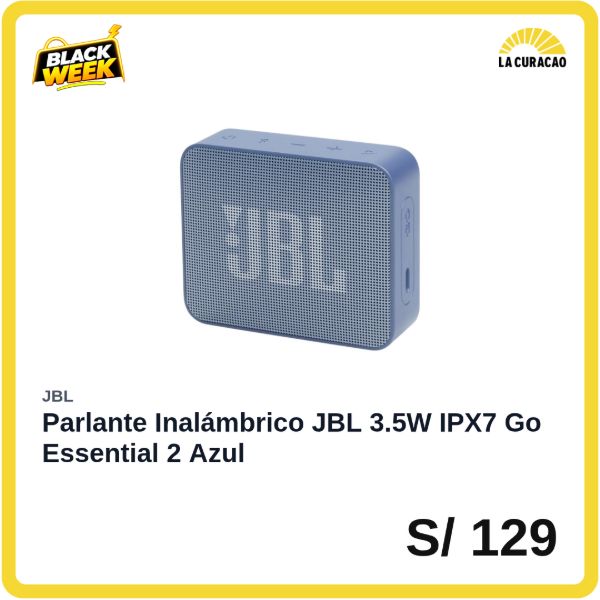 BLACK
WEEK
LA CURACAO
JBL
JBL
Parlante Inalámbrico JBL 3.5W IPX7 Go
Essential 2 Azul
S/ 129